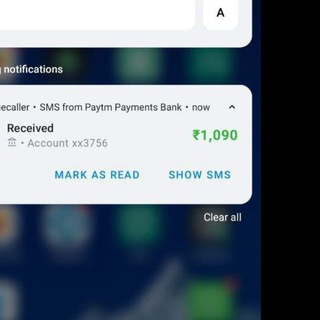 A
notifications
SMS from Paytm Payments Bank • now
Received
• Account xx3756
₹1,090
MARK AS READ
SHOW SMS
Clear all